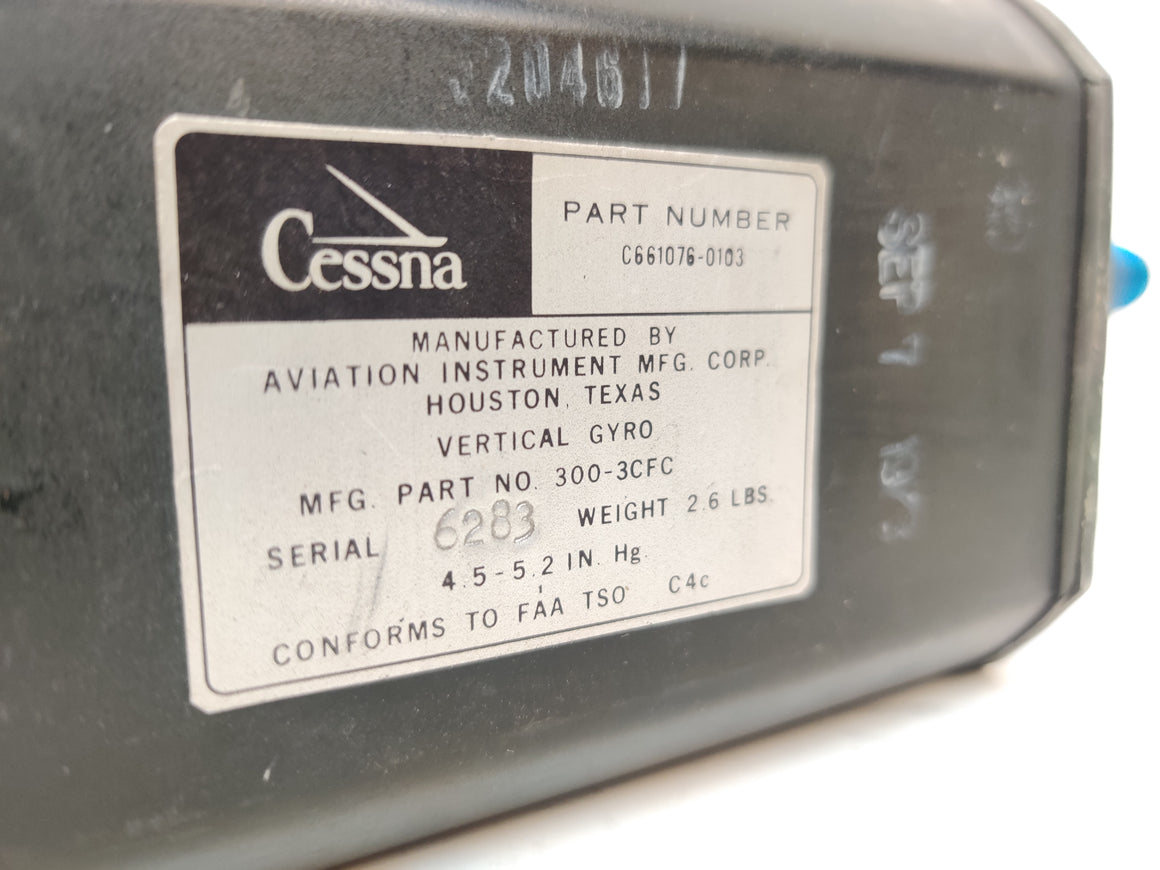 204611
Cessna
PART NUMBER
C661076-0103
MANUFACTURED BY
AVIATION INSTRUMENT MFG. CORP.
HOUSTON, TEXAS
VERTICAL GYRO
MFG. PART NO. 300-3CFC
SERIAL 6283 WEIGHT 2.6 LBS.
4.5-5.2 IN. Hg.
CONFORMS TO FAA TSO C4c
SEP 7